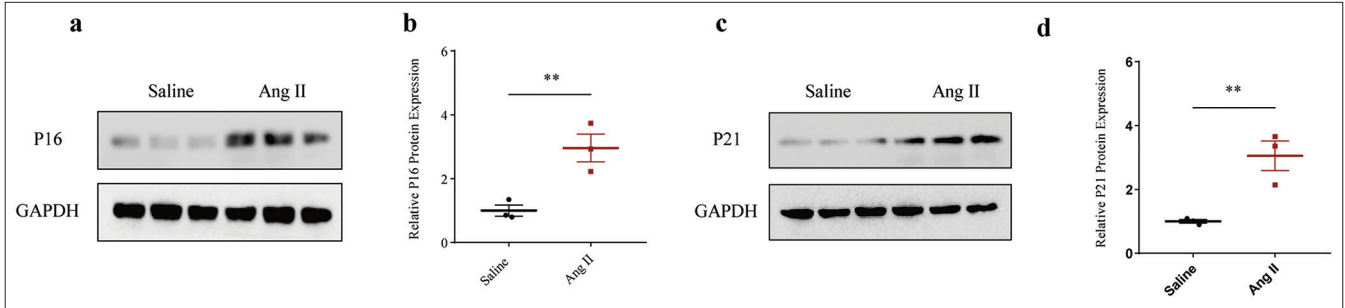 a
Saline Ang II
P16
GAPDH
b
Relative P16 Protein Expression
6
4
2
0
**
Saline
Ang II
c
Saline Ang II
P21
GAPDH
d
Relative P21 Protein Expression
6
4
2
0
**
Saline
Ang II